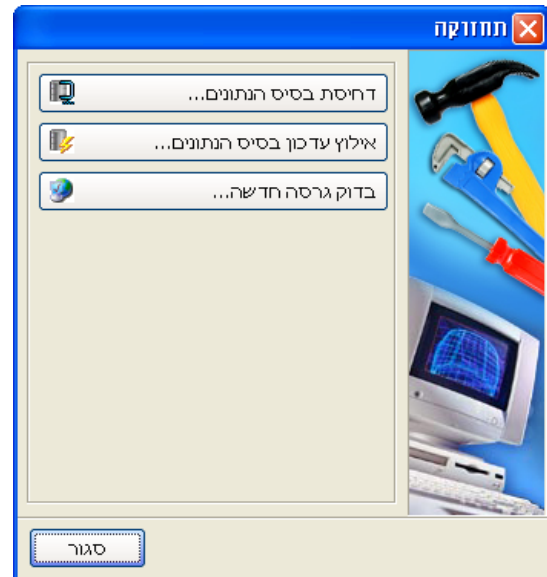 תחזוקה
דחיסת בסיס הנתונים...
אילוץ עדכון בסיס הנתונים...
בדוק גרסה חדשה...
סגור